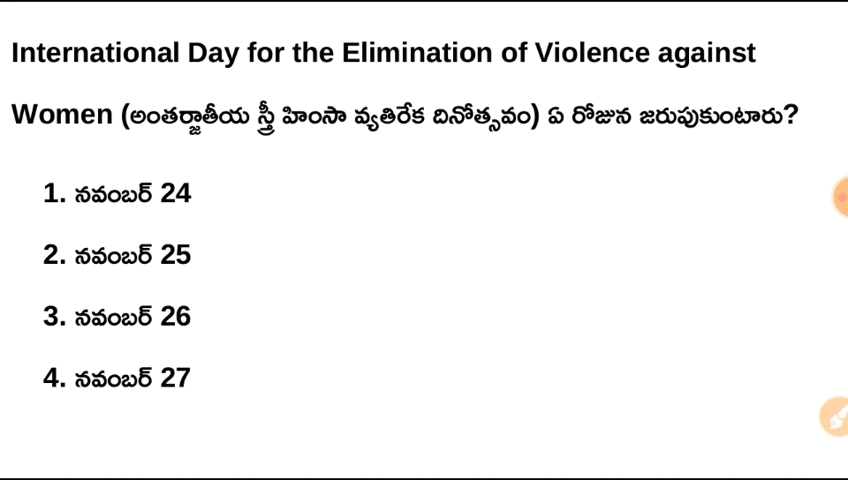 International Day for the Elimination of Violence against
Women (అంతర్జాతీయ స్త్రీ హింసా వ్యతిరేక దినోత్సవం) ఏ రోజున జరుపుకుంటారు?
1. నవంబర్ 24
2. నవంబర్ 25
3. నవంబర్ 26
4. నవంబర్ 27